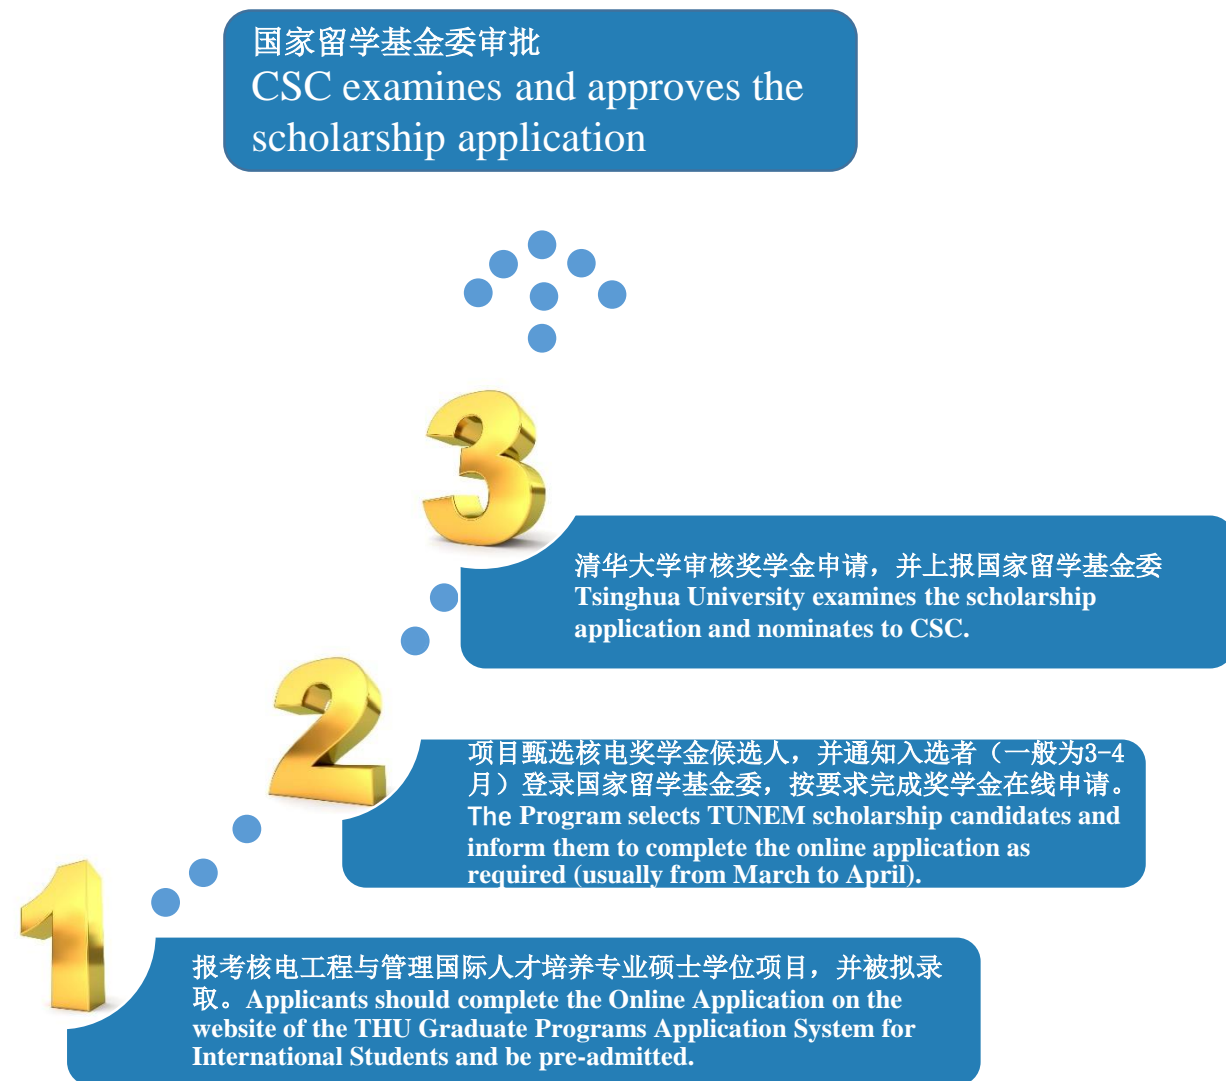 国家留学基金委审批
CSC examines and approves the
scholarship application
3
清华大学审核奖学金申请，并上报国家留学基金委
Tsinghua University examines the scholarship
application and nominates to CSC.
2
项目甄选核电奖学金候选人，并通知入选者（一般为3-4
月）登录国家留学基金委，按要求完成奖学金在线申请。
The Program selects TUNEM scholarship candidates and
inform them to complete the online application as
required (usually from March to April).
1
报考核电工程与管理国际人才培养专业硕士学位项目，并被拟录
取。Applicants should complete the Online Application on the
website of the THU Graduate Programs Application System for
International Students and be pre-admitted.